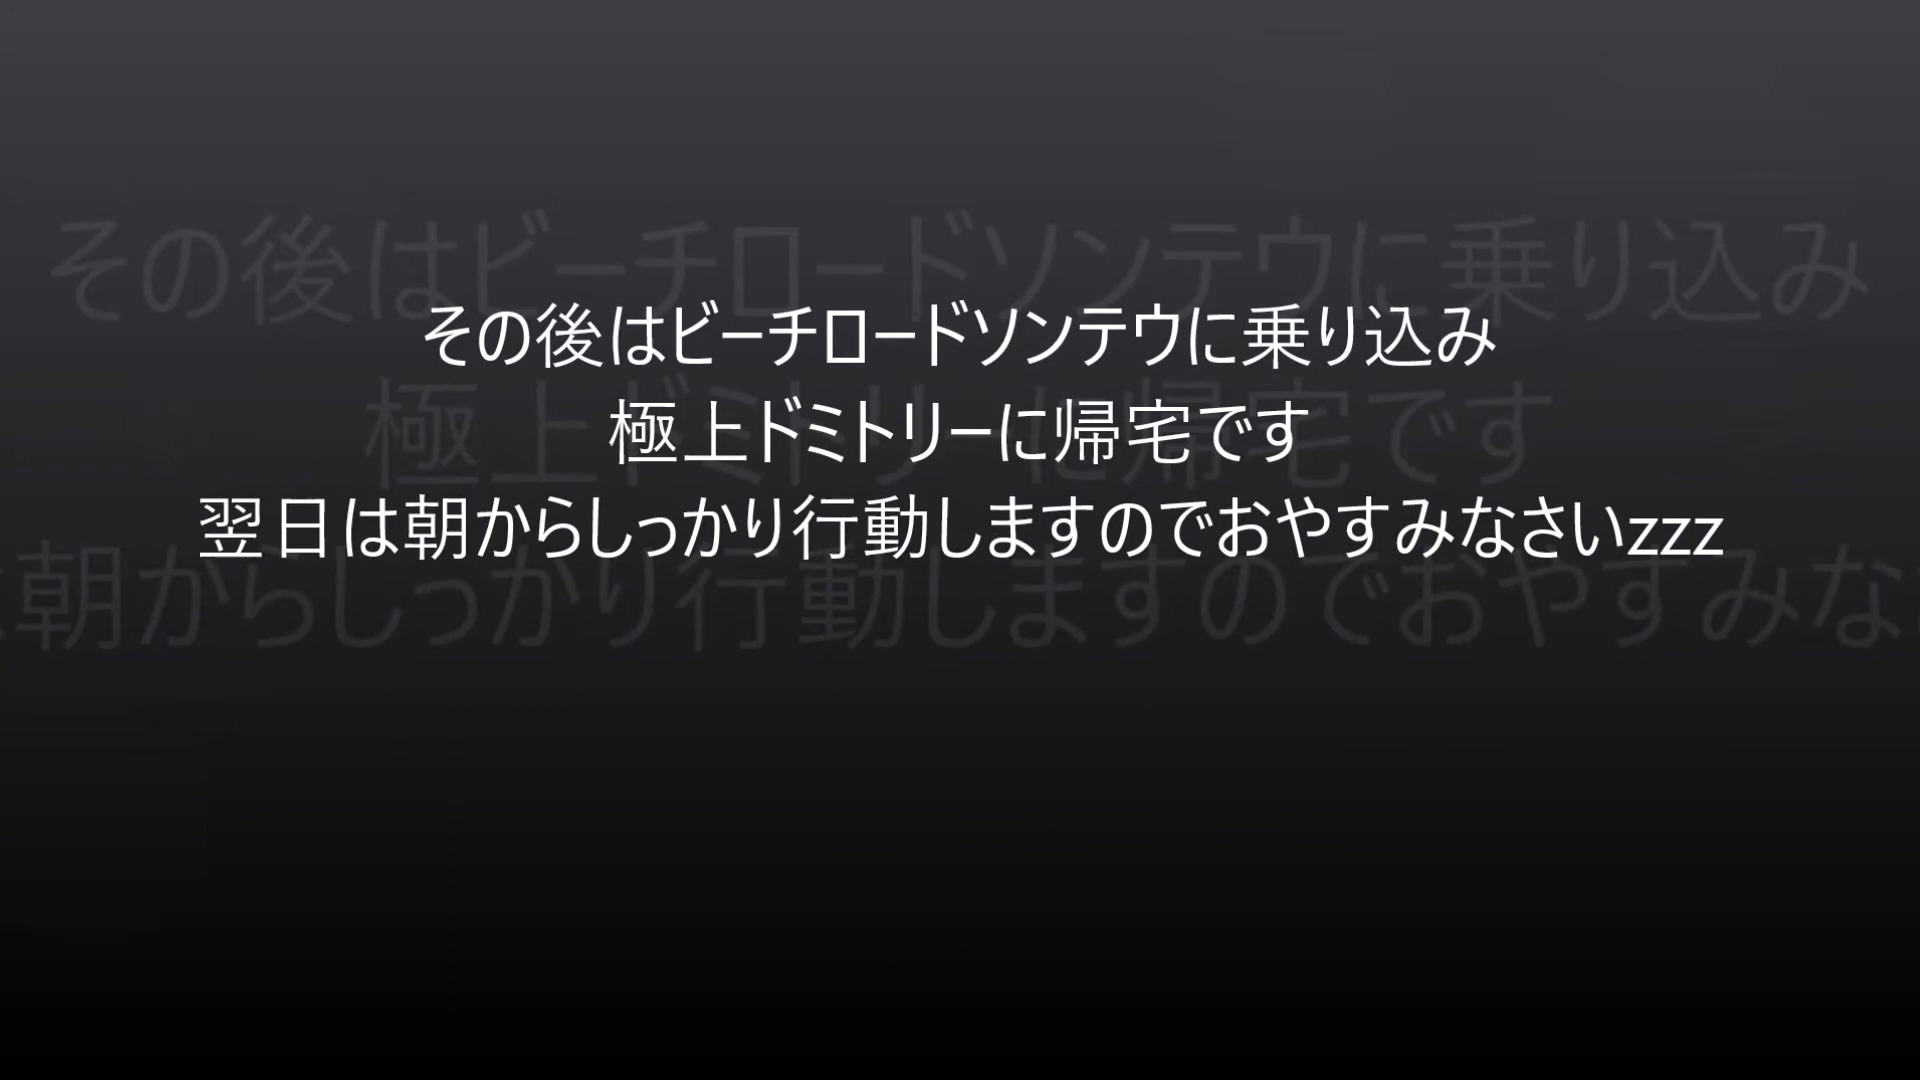 その後はビーチロードソンテウに乗り込み
極上ドミトリーに帰宅です
翌日は朝からしっかり行動しますのでおやすみなさいzzz